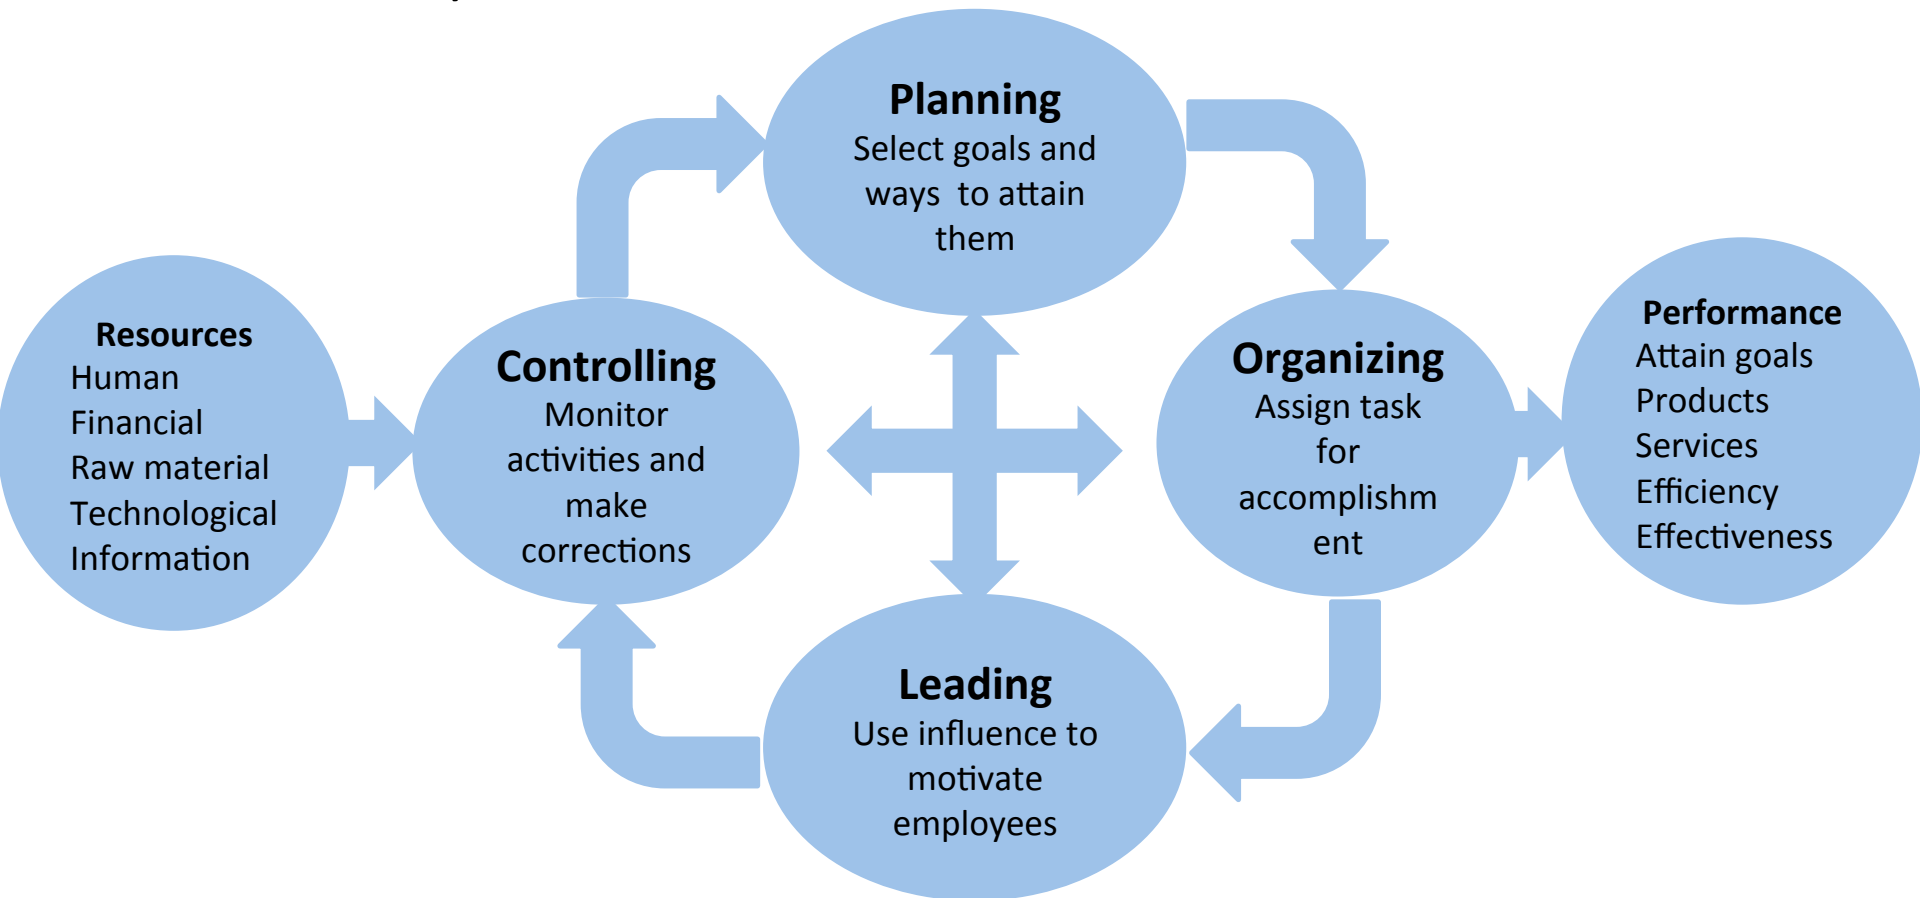 Planning
Select goals and
ways to attain
them
Resources
Human
Financial
Raw material
Technological
Information
Controlling
Monitor
activities and
make
corrections
Organizing
Assign task
for
accomplishm
ent
Performance
Attain goals
Products
Services
Efficiency
Effectiveness
Leading
Use influence to
motivate
employees